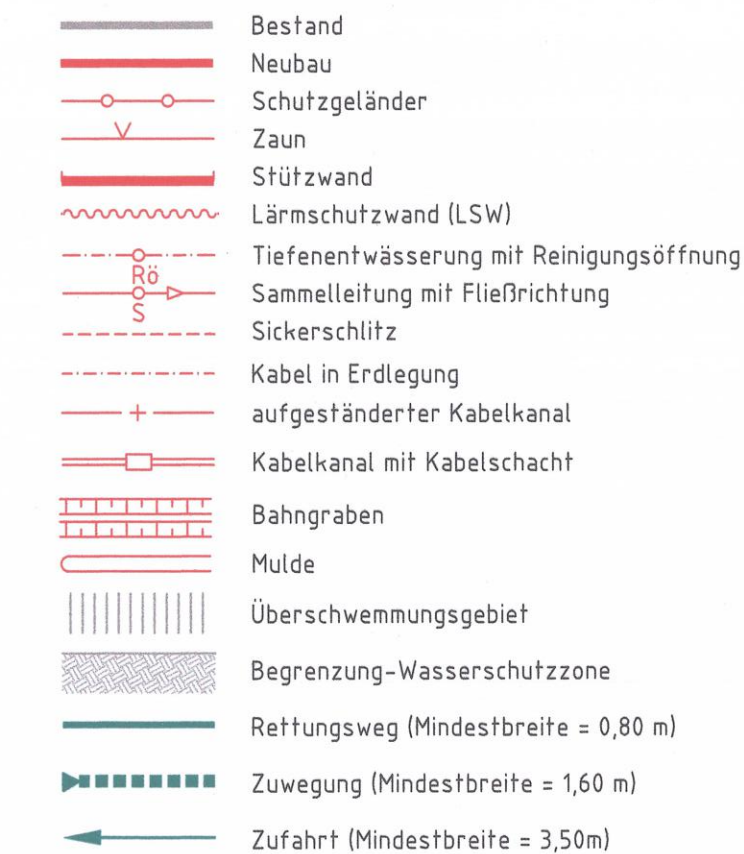 Bestand
Neubau
Schutzgeländer
Zaun
Stützwand
Lärmschutzwand (LSW)
Tiefenentwässerung mit Reinigungsöffnung
Rö
Sammelleitung mit Fließrichtung
S
Sickerschlitz
Kabel in Erdlegung
aufgeständerter Kabelkanal
Kabelkanal mit Kabelschacht
Bahngraben
Mulde
Überschwemmungsgebiet
Begrenzung-Wasserschutzzone
Rettungsweg (Mindestbreite = 0,80 m)
Zuwegung (Mindestbreite = 1,60 m)
Zufahrt (Mindestbreite = 3,50m)